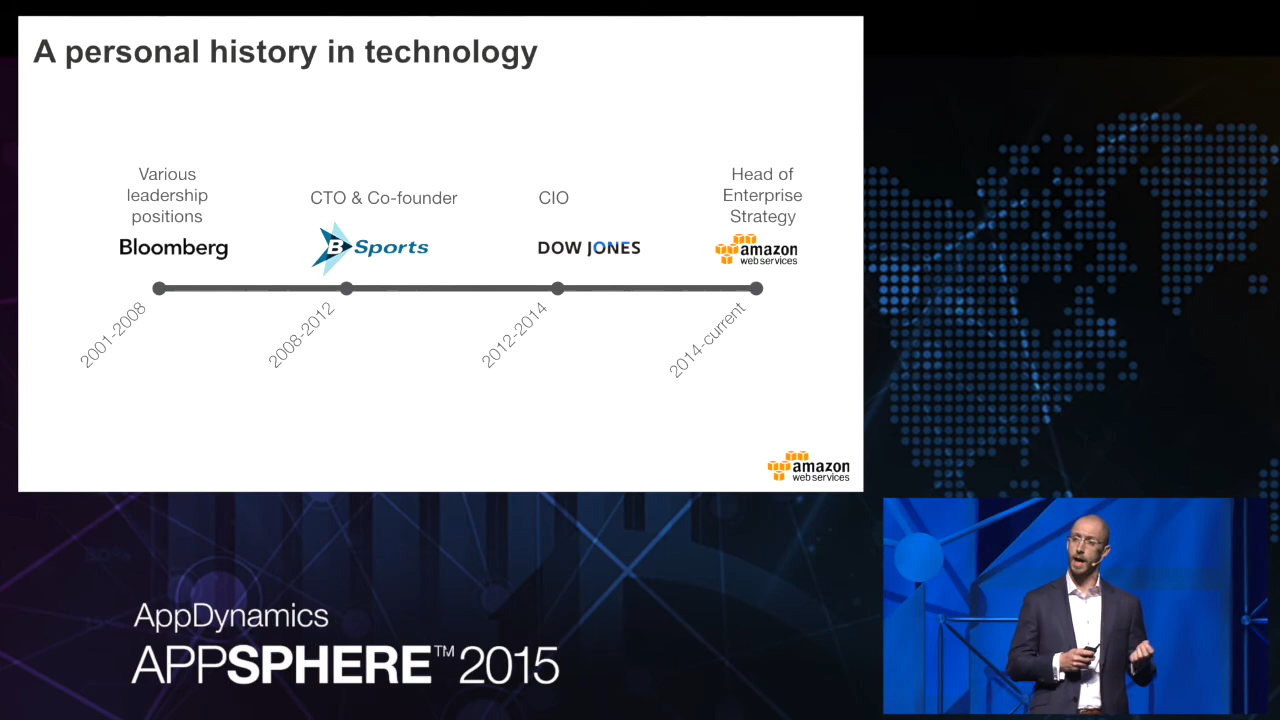 A personal history in technology
Various
leadership
positions
Bloomberg
CTO & Co-founder
B Sports
CIO
DOW JONES
Head of
Enterprise
Strategy
amazon
web services
2001-2008
2008-2012
2012-2014
2014-current
amazon
web services
AppDynamics
APPSPHERE™ 2015